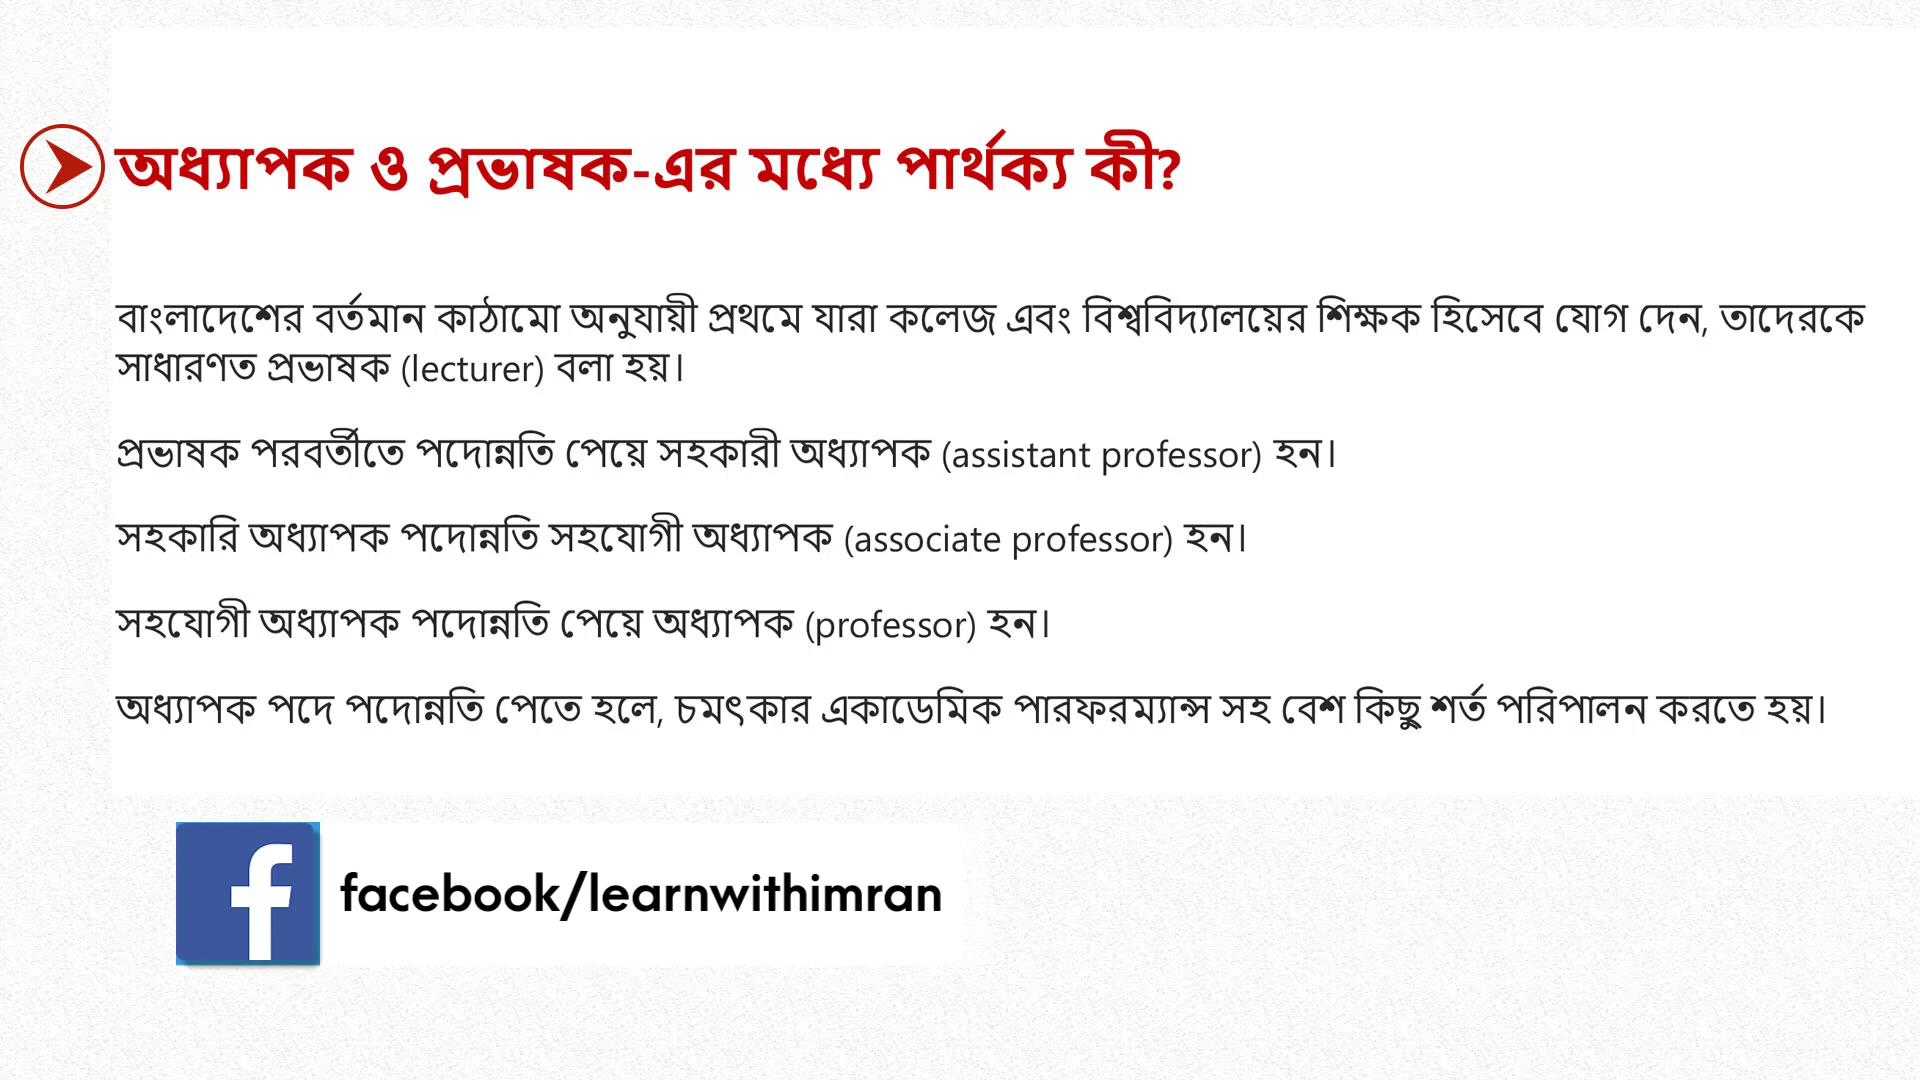 অধ্যাপক ও প্রভাষক-এর মধ্যে পার্থক্য কী?
বাংলাদেশের বর্তমান কাঠামো অনুযায়ী প্রথমে যারা কলেজ এবং বিশ্ববিদ্যালয়ের শিক্ষক হিসেবে যোগ দেন, তাদেরকে
সাধারণত প্রভাষক (lecturer) বলা হয়।
প্রভাষক পরবর্তীতে পদোন্নতি পেয়ে সহকারী অধ্যাপক (assistant professor) হন।
সহকারি অধ্যাপক পদোন্নতি সহযোগী অধ্যাপক (associate professor) হন।
সহযোগী অধ্যাপক পদোন্নতি পেয়ে অধ্যাপক (professor) হন।
অধ্যাপক পদে পদোন্নতি পেতে হলে, চমৎকার একাডেমিক পারফরম্যান্স সহ বেশ কিছু শর্ত পরিপালন করতে হয়।
facebook/learnwithimran